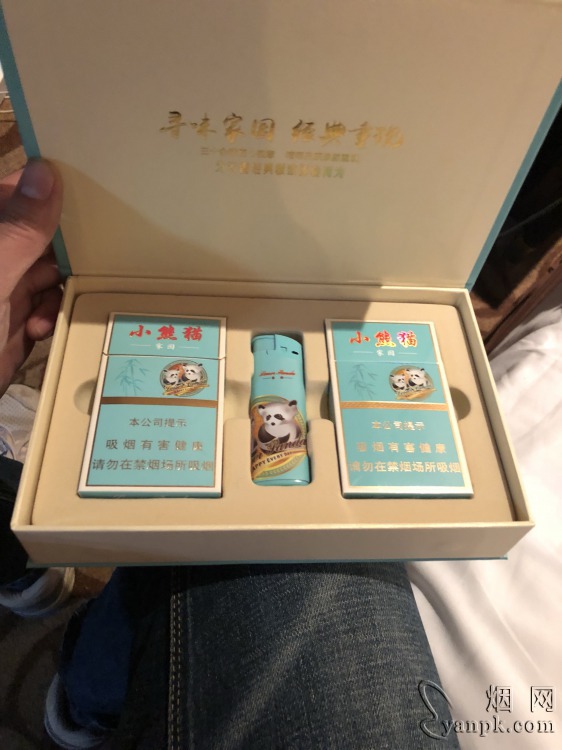 寻味家园 经典重现
小熊猫
家园
本公司提示
吸烟有害健康
请勿在禁烟场所吸烟
小熊猫
家园
本公司提示
吸烟有害健康
请勿在禁烟场所吸烟
烟网
yanpk.com